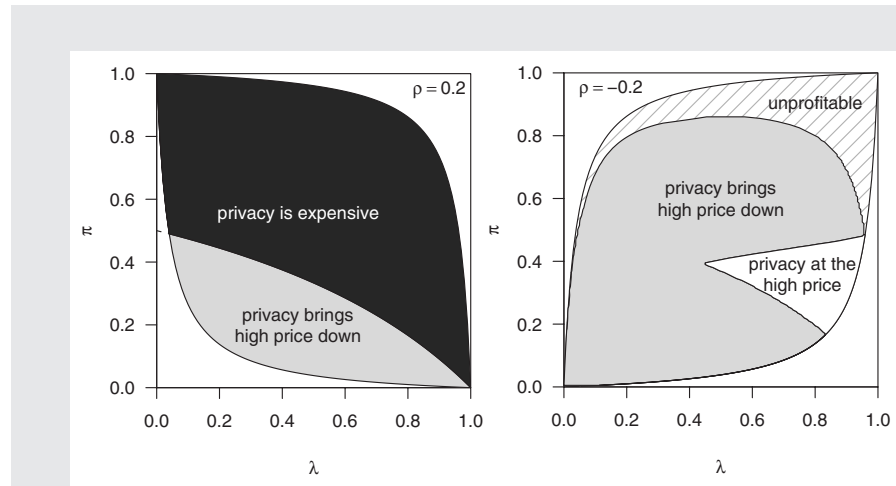 1.0
0.8
0.6
0.4
0.2
0.0
π
ρ = 0.2
privacy is expensive
privacy brings
high price down
0.0 0.2 0.4 0.6 0.8 1.0
λ
1.0
0.8
0.6
0.4
0.2
0.0
π
ρ = −0.2
unprofitable
privacy brings
high price down
privacy at the
high price
0.0 0.2 0.4 0.6 0.8 1.0
λ